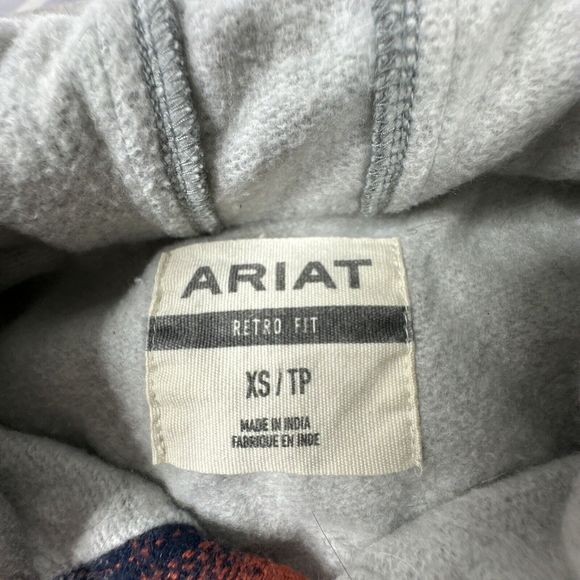 ARIAT
RETRO FIT
XS / TP
MADE IN INDIA
FABRIQUE EN INDE